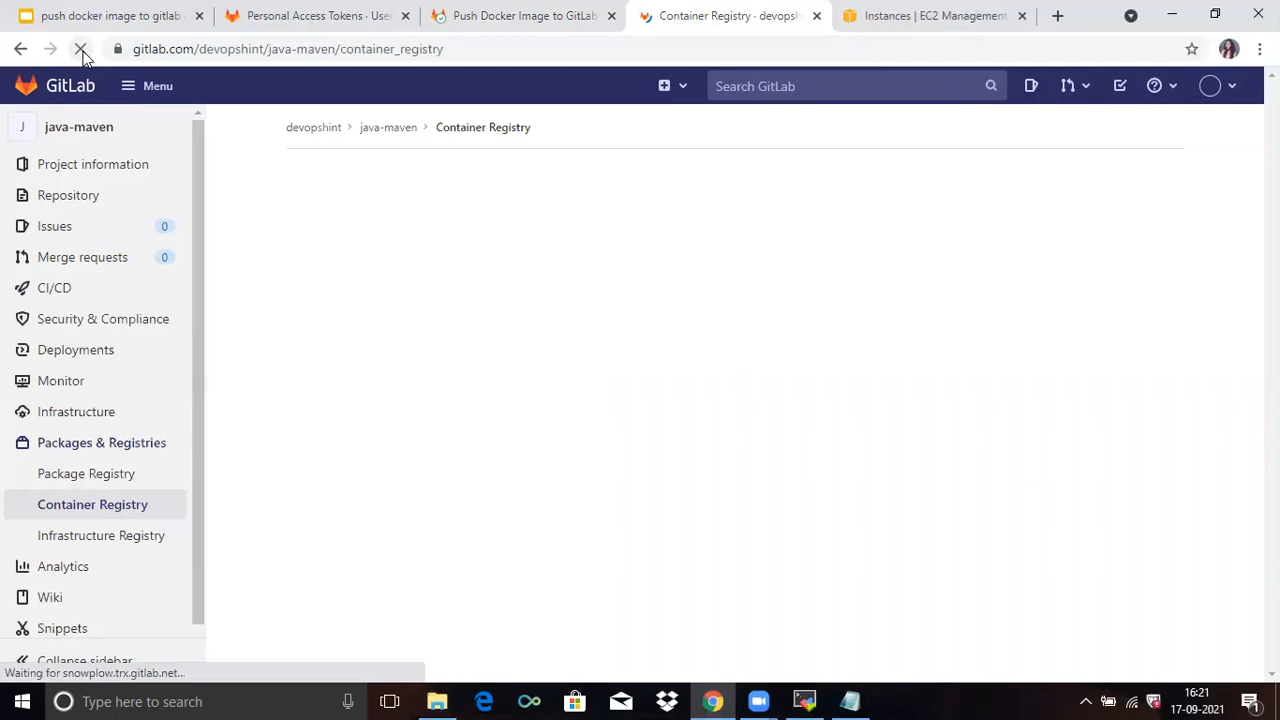 push docker image to gitlab
Personal Access Tokens · User
Push Docker Image to GitLab
Container Registry · devopsh
Instances | EC2 Management
gitlab.com/devopshint/java-maven/container_registry
GitLab
Menu
Search GitLab
J
java-maven
devopshint
java-maven
Container Registry
Project information
Repository
Issues
0
Merge requests
0
CI/CD
Security & Compliance
Deployments
Monitor
Infrastructure
Packages & Registries
Package Registry
Container Registry
Infrastructure Registry
Analytics
Wiki
Snippets
Collapse sidebar
Waiting for snowplow.trx.gitlab.net...
Type here to search
16:21
17-09-2021
1